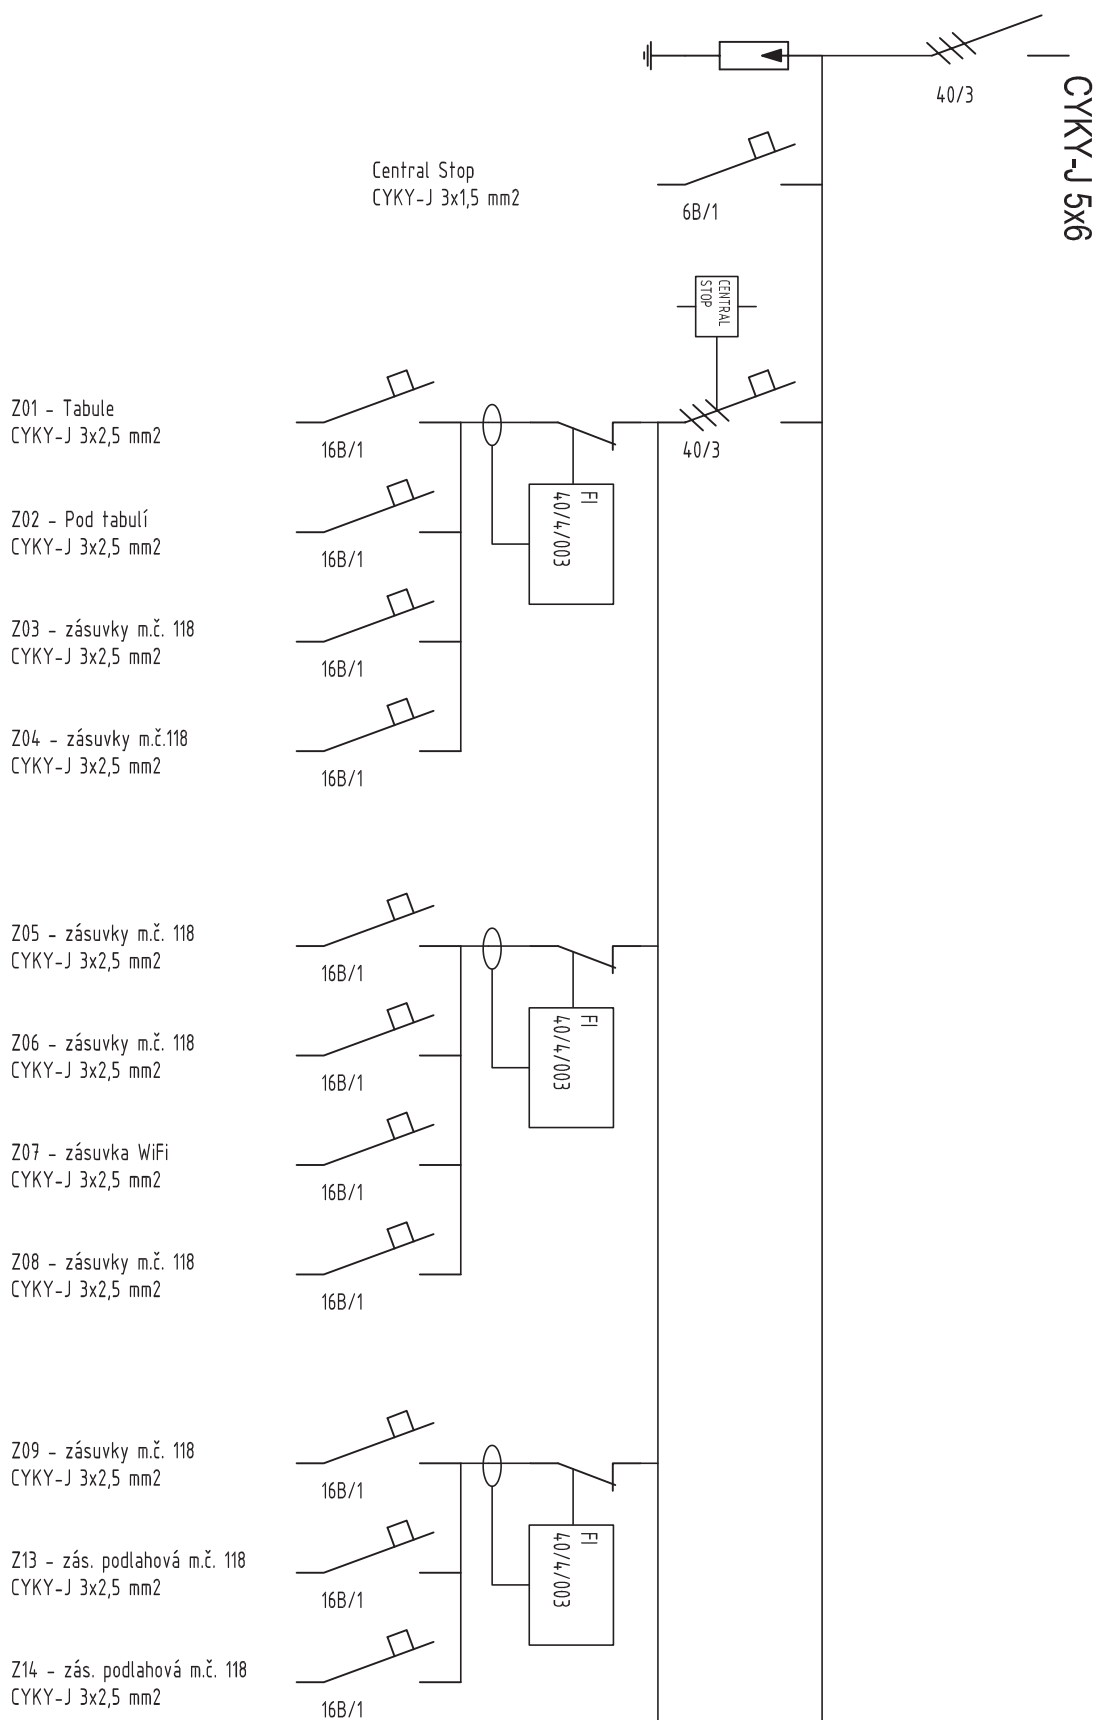 40/3
CYKY-J 5x6
Central Stop
CYKY-J 3x1,5 mm2
6B/1
CENTRAL
STOP
40/3
Z01 - Tabule
CYKY-J 3x2,5 mm2
16B/1
FI
40/4/003
Z02 - Pod tabulí
CYKY-J 3x2,5 mm2
16B/1
Z03 - zásuvky m.č. 118
CYKY-J 3x2,5 mm2
16B/1
Z04 - zásuvky m.č.118
CYKY-J 3x2,5 mm2
16B/1
Z05 - zásuvky m.č. 118
CYKY-J 3x2,5 mm2
16B/1
FI
40/4/003
Z06 - zásuvky m.č. 118
CYKY-J 3x2,5 mm2
16B/1
Z07 - zásuvka WiFi
CYKY-J 3x2,5 mm2
16B/1
Z08 - zásuvky m.č. 118
CYKY-J 3x2,5 mm2
16B/1
Z09 - zásuvky m.č. 118
CYKY-J 3x2,5 mm2
16B/1
FI
40/4/003
Z13 - zás. podlahová m.č. 118
CYKY-J 3x2,5 mm2
16B/1
Z14 - zás. podlahová m.č. 118
CYKY-J 3x2,5 mm2
16B/1